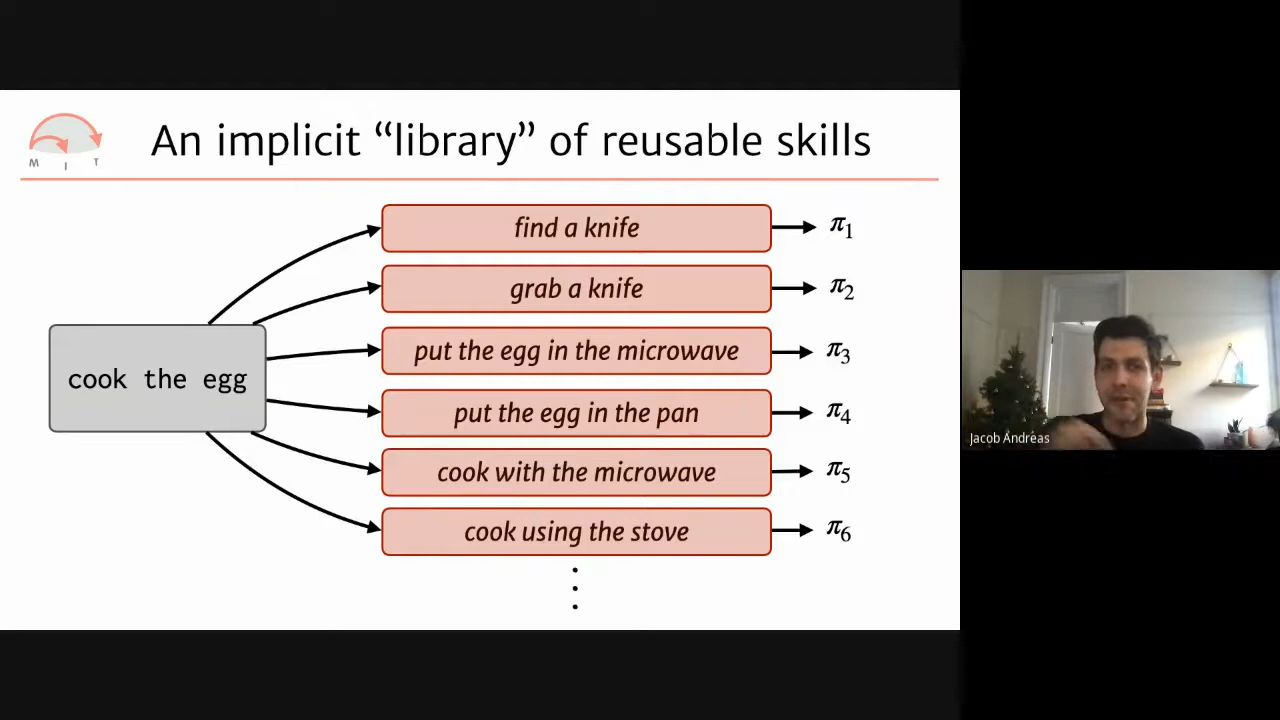 An implicit “library” of reusable skills
M I T
cook the egg
find a knife
π1
grab a knife
π2
put the egg in the microwave
π3
put the egg in the pan
π4
cook with the microwave
π5
cook using the stove
π6
Jacob Andreas